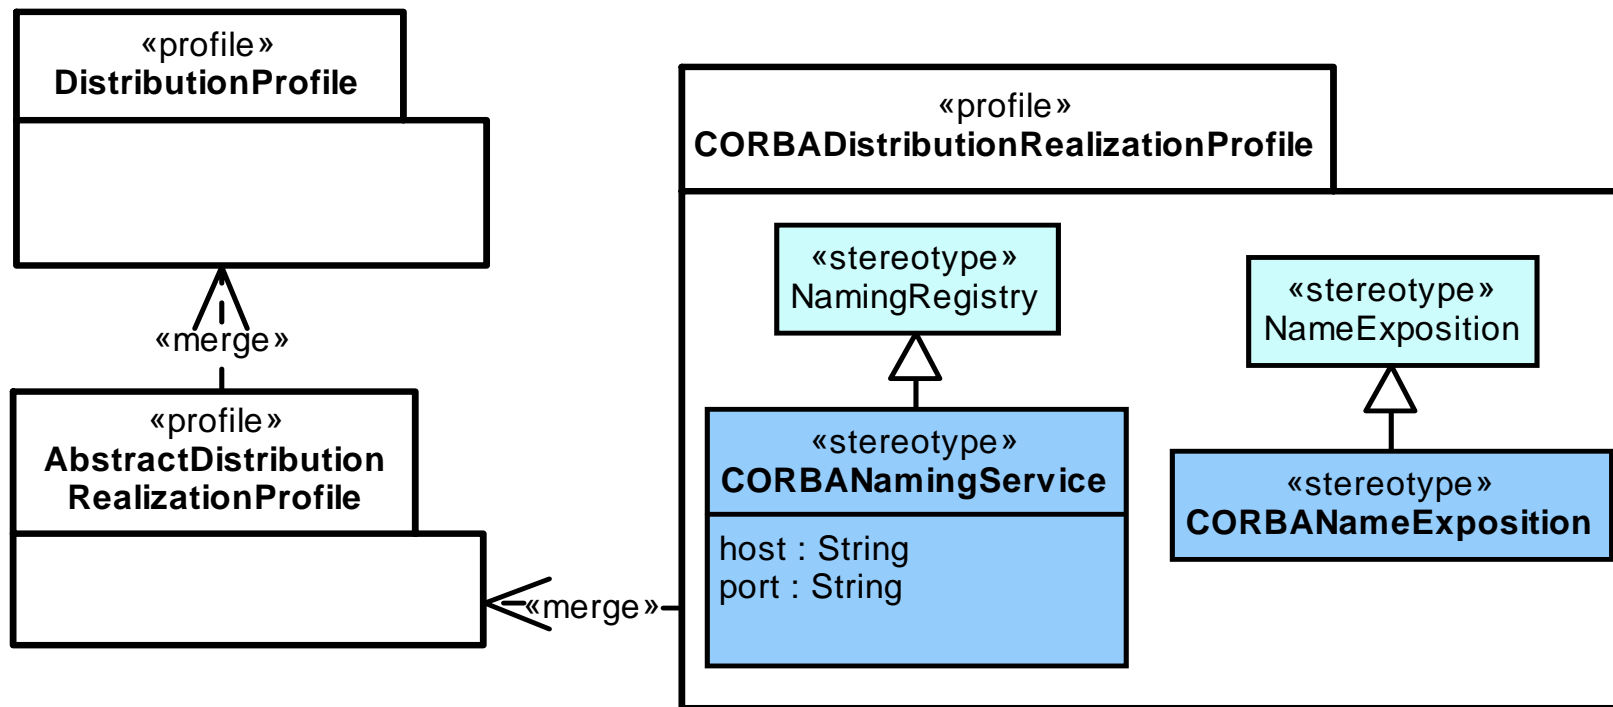 «profile»
DistributionProfile
«merge»
«profile»
AbstractDistribution
RealizationProfile
«merge»
«profile»
CORBADistributionRealizationProfile
«stereotype»
NamingRegistry
«stereotype»
NameExposition
«stereotype»
CORBANamingService
host : String
port : String
«stereotype»
CORBANameExposition